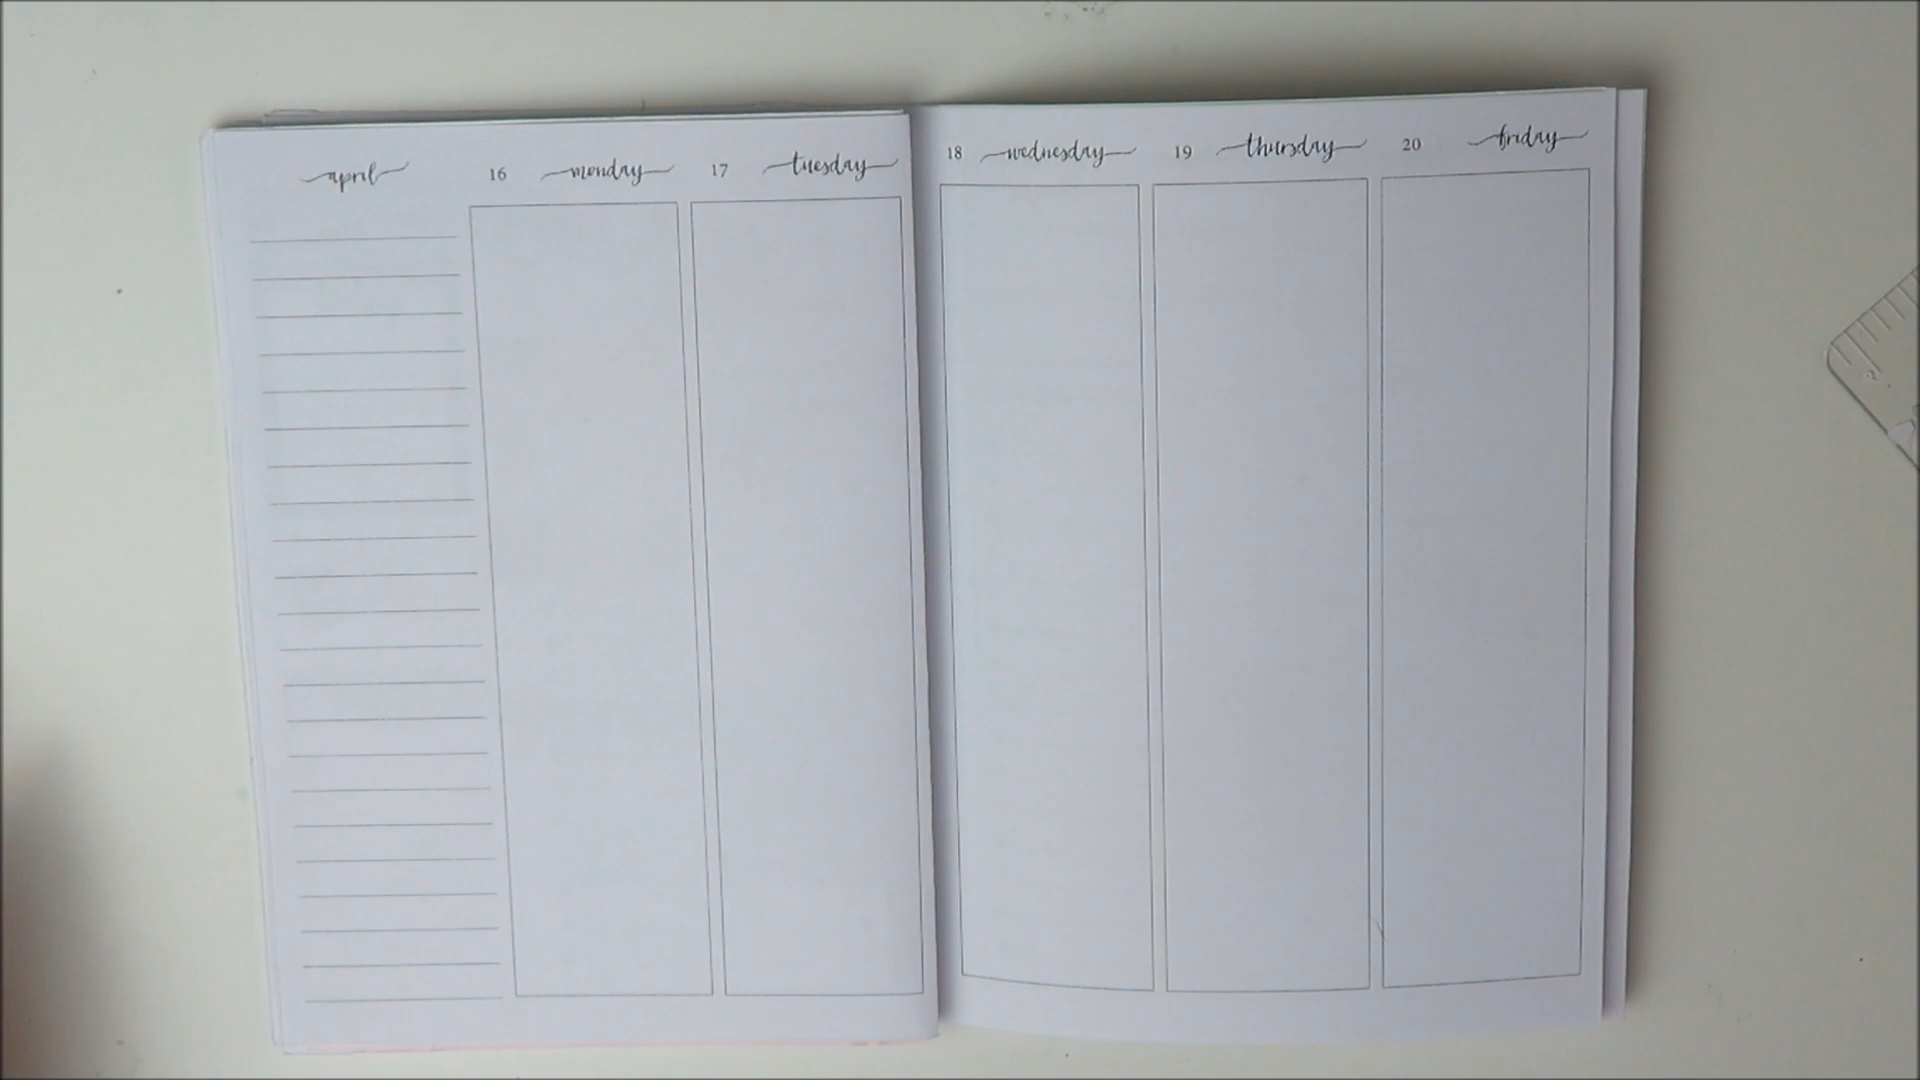 april
16 monday
17 tuesday
18 wednesday
19 thursday
20 friday